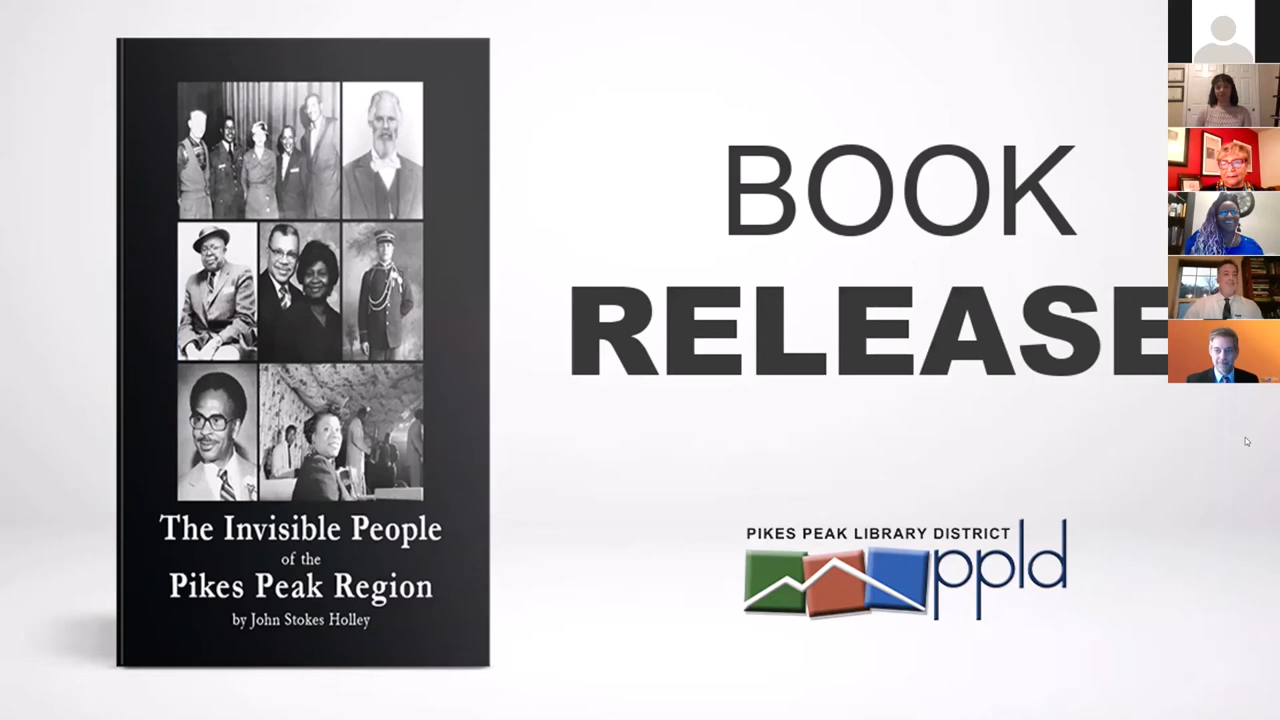 The Invisible People
of the
Pikes Peak Region
by John Stokes Holley
BOOK
RELEASE
PIKES PEAK LIBRARY DISTRICT
ppld